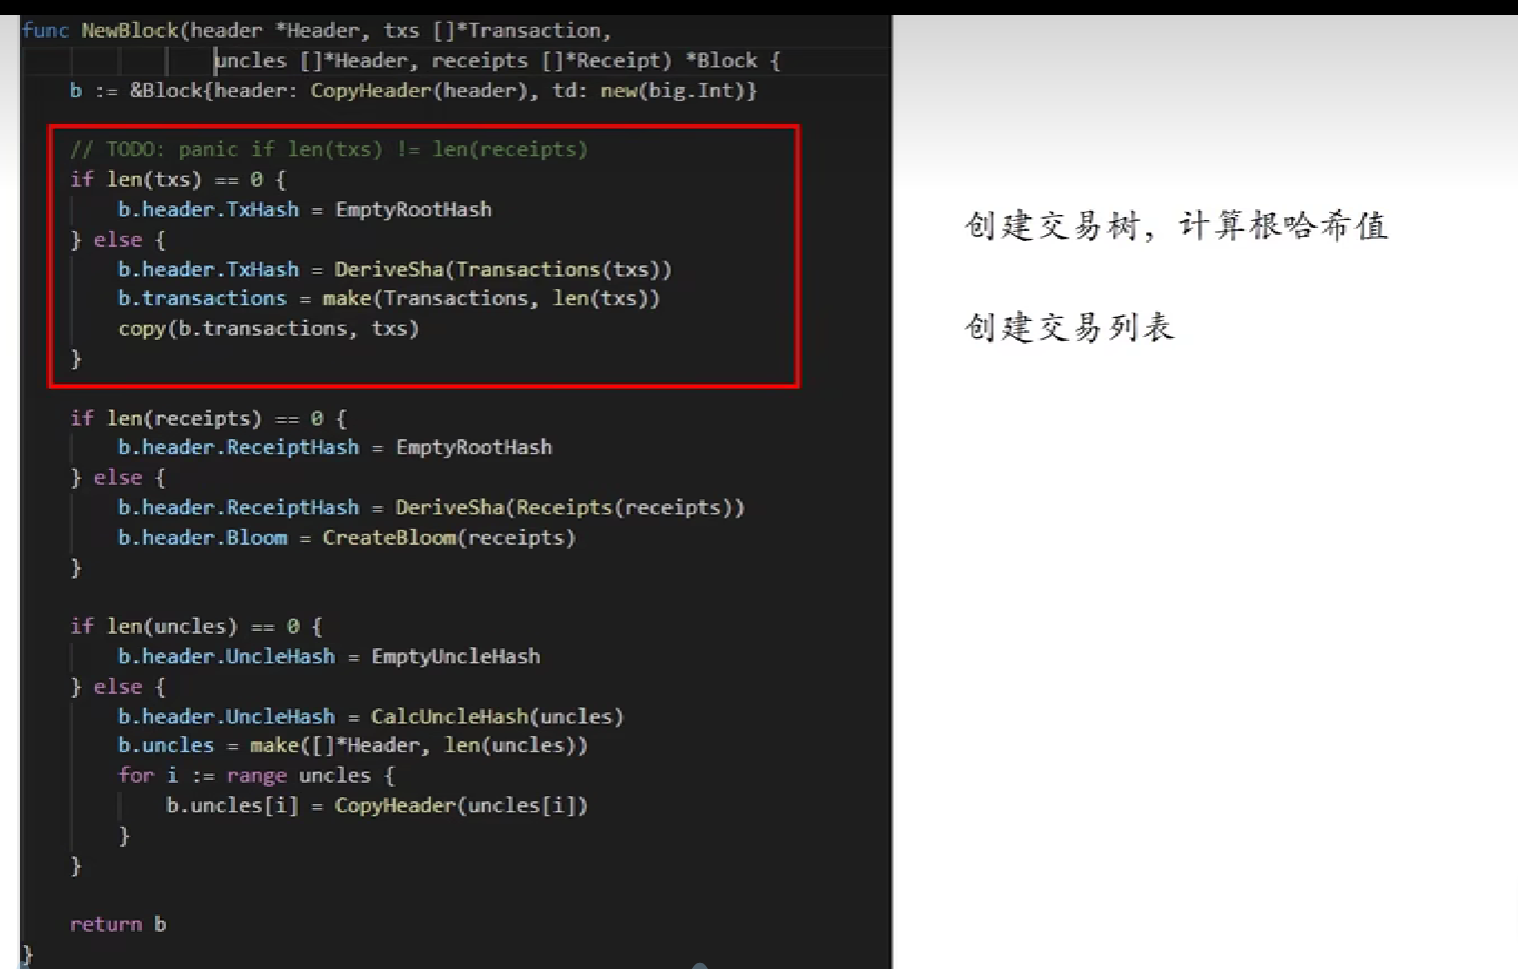 func NewBlock(header *Header, txs []*Transaction,
uncles []*Header, receipts []*Receipt) *Block {
b := &Block{header: CopyHeader(header), td: new(big.Int)}
// TODO: panic if len(txs) != len(receipts)
if len(txs) == 0 {
b.header.TxHash = EmptyRootHash
} else {
b.header.TxHash = DeriveSha(Transactions(txs))
b.transactions = make(Transactions, len(txs))
copy(b.transactions, txs)
}
if len(receipts) == 0 {
b.header.ReceiptHash = EmptyRootHash
} else {
b.header.ReceiptHash = DeriveSha(Receipts(receipts))
b.header.Bloom = CreateBloom(receipts)
}
if len(uncles) == 0 {
b.header.UncleHash = EmptyUncleHash
} else {
b.header.UncleHash = CalcUncleHash(uncles)
b.uncles = make([]*Header, len(uncles))
for i := range uncles {
b.uncles[i] = CopyHeader(uncles[i])
}
}
return b
}
创建交易树，计算根哈希值
创建交易列表